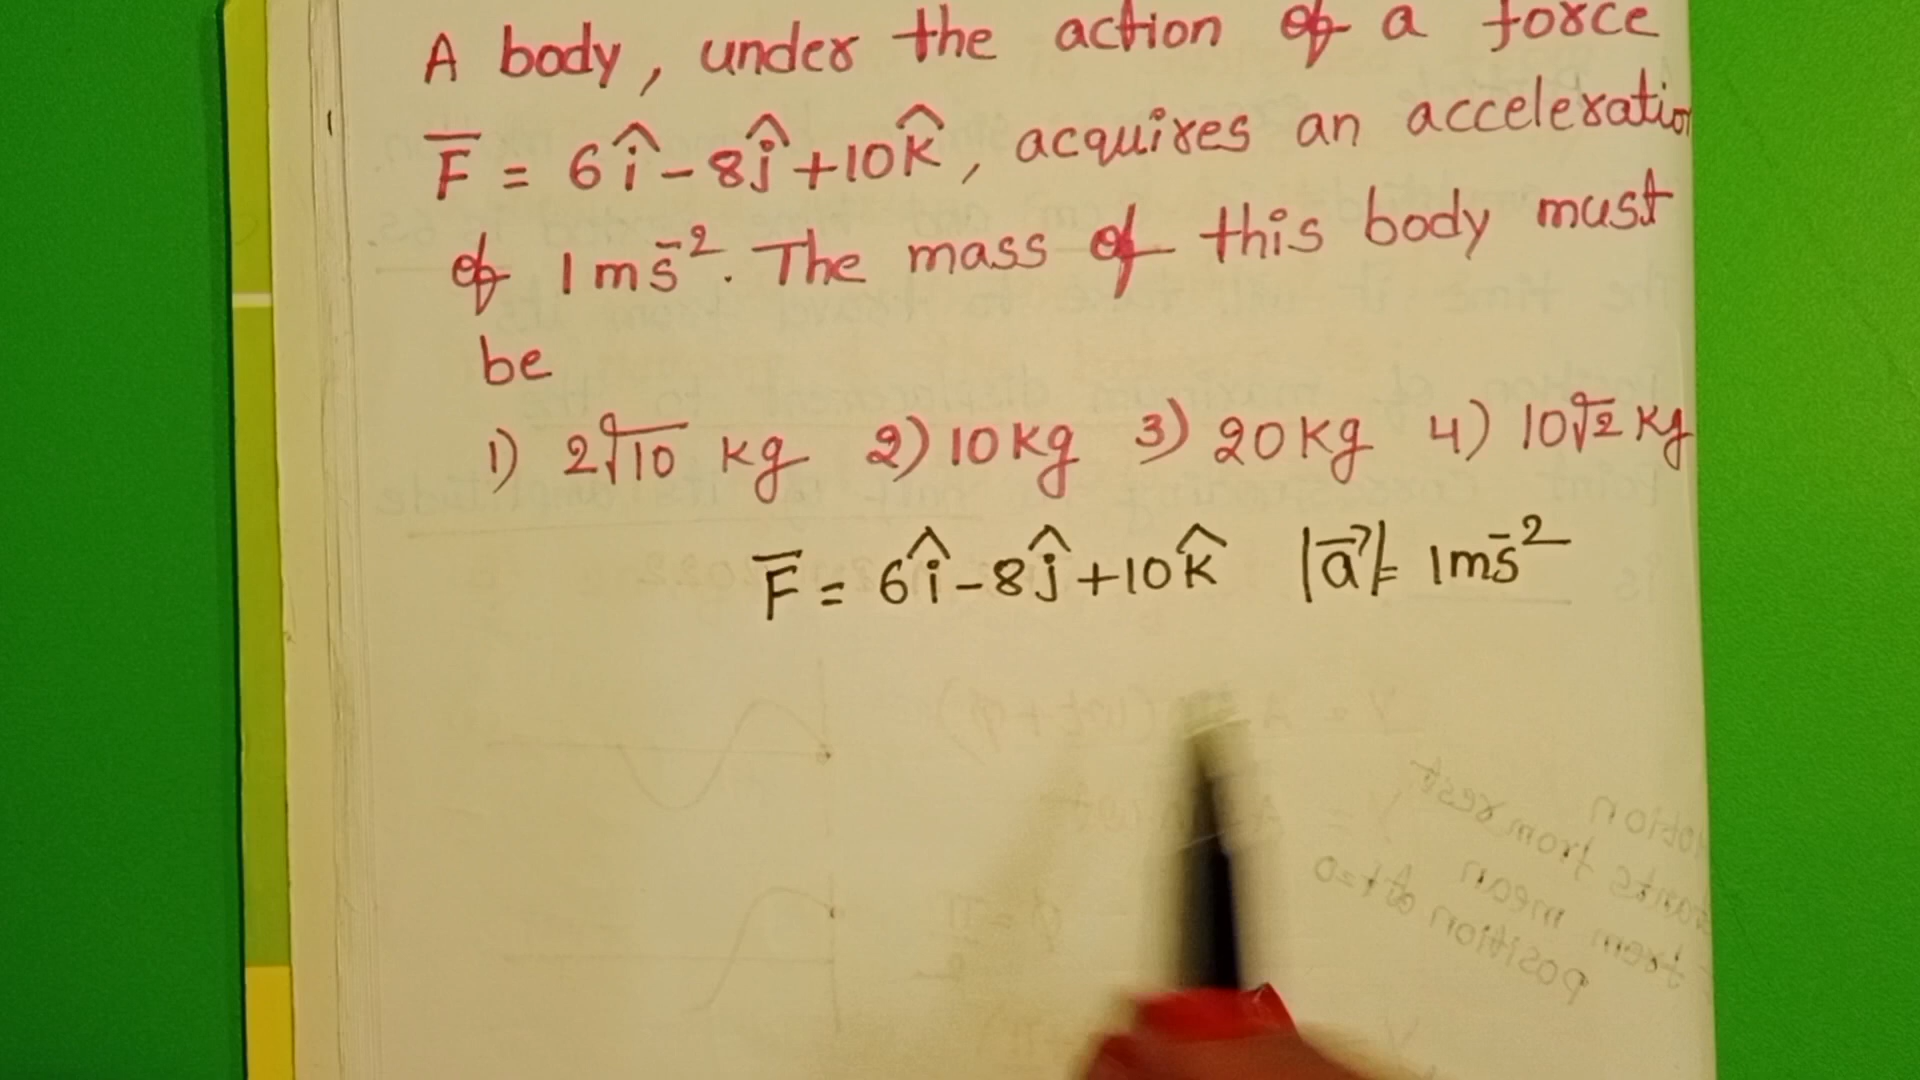 A body, under the action of a force
F̅ = 6î - 8ĵ + 10k̂, acquires an acceleration
of 1 ms⁻². The mass of this body must
be
1) 2√10 kg 2) 10 kg 3) 20 kg 4) 10√2 kg
F̅ = 6î - 8ĵ + 10k̂ |a⃗| = 1 ms⁻²